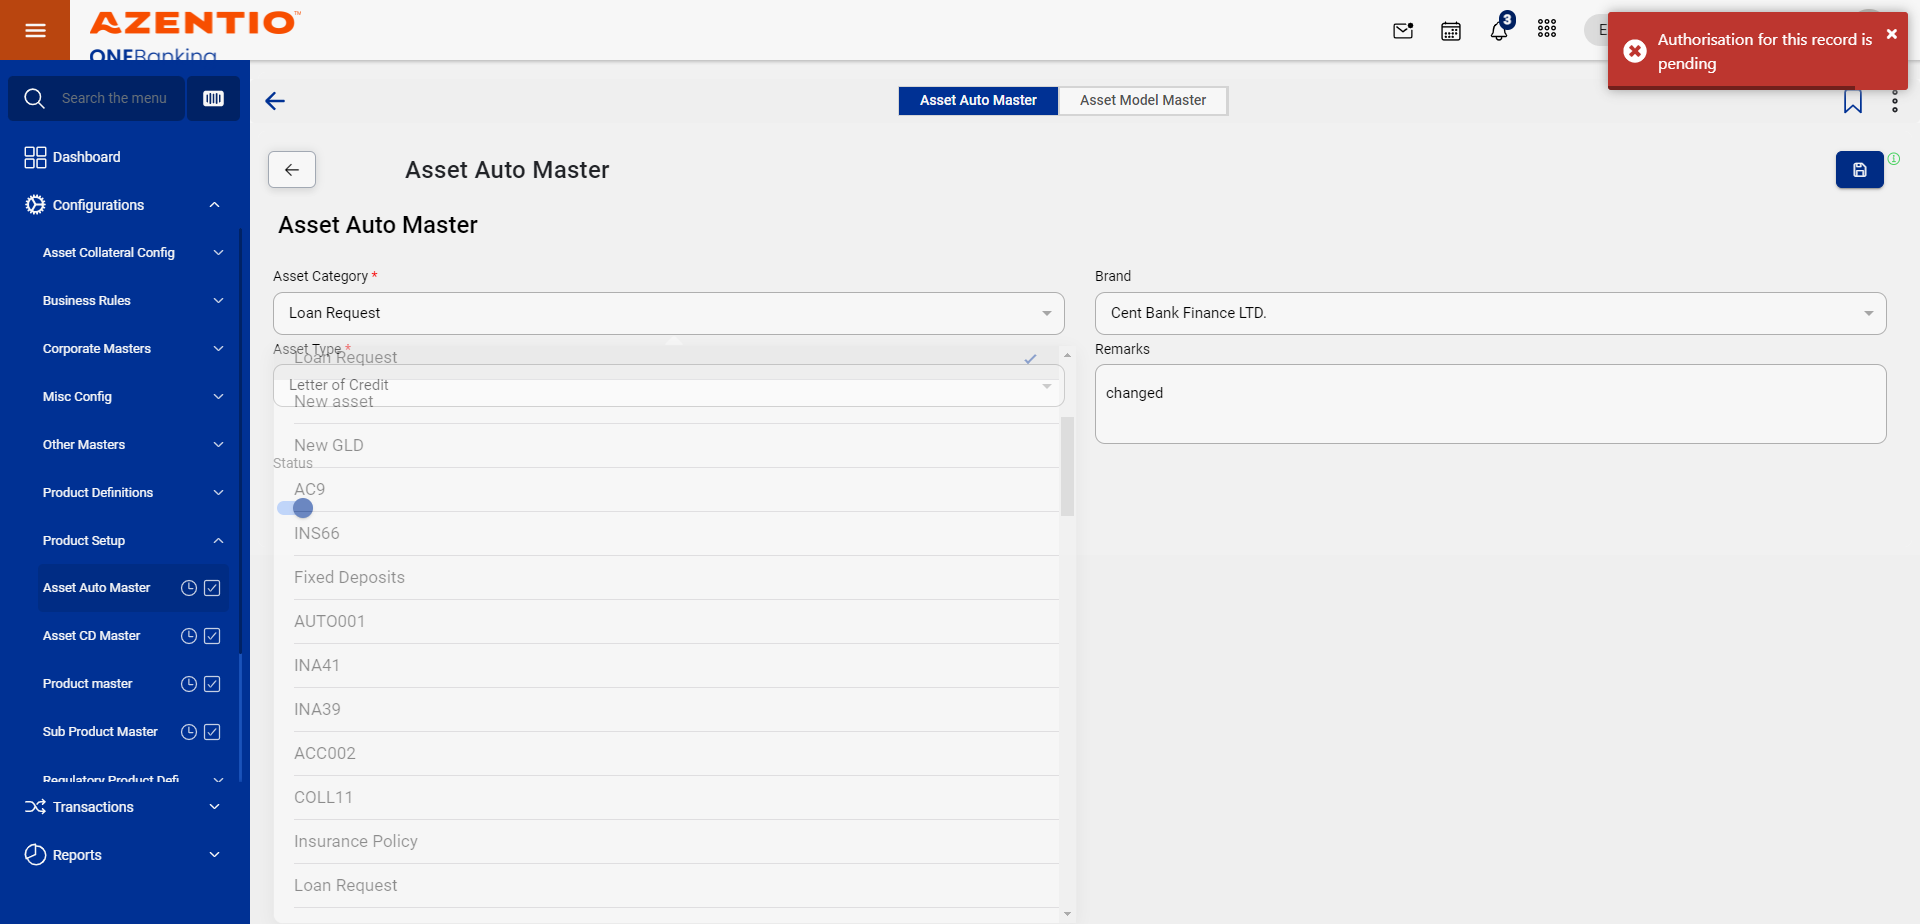 AZENTIO™
ONEBanking
3
E
Authorisation for this record is
pending
Search the menu
Asset Auto Master
Asset Model Master
Dashboard
Asset Auto Master
Configurations
Asset Auto Master
Asset Collateral Config
Asset Category *
Brand
Business Rules
Loan Request
Cent Bank Finance LTD.
Corporate Masters
Asset Type *
Remarks
Loan Request
Letter of Credit
changed
Misc Config
New asset
Other Masters
New GLD
Status
Product Definitions
AC9
Product Setup
INS66
Asset Auto Master
Fixed Deposits
AUTO001
Asset CD Master
INA41
Product master
INA39
Sub Product Master
ACC002
Regulatory Product Defi
COLL11
Transactions
Insurance Policy
Reports
Loan Request